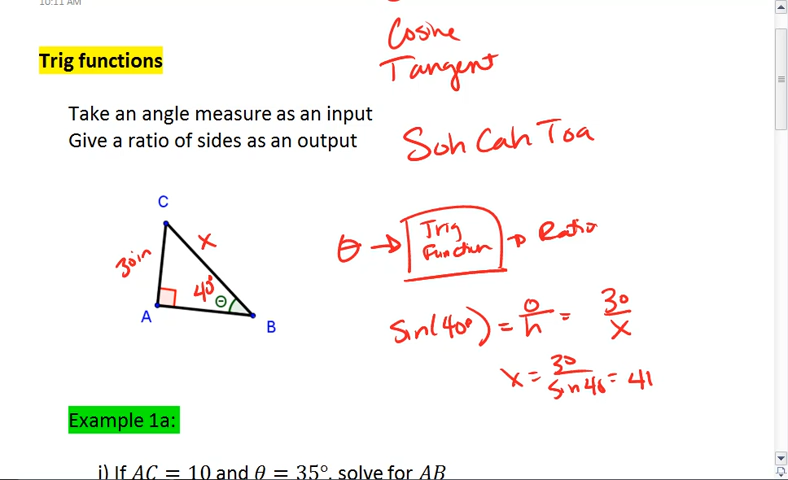 Cosine
Trig functions
Tangent
Take an angle measure as an input
Give a ratio of sides as an output
Soh Cah Toa
C
x
30in
θ → Trig Function → Ratio
40°
θ
A
B
sin(40°) = o/h = 30/x
x = 30/sin 40 = 41
Example 1a:
i) If AC = 10 and θ = 35°, solve for AB